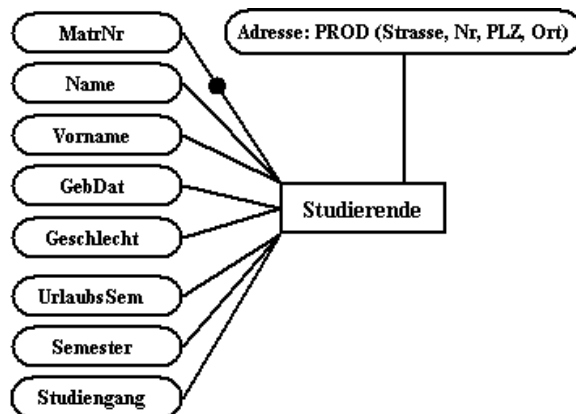 MatrNr
Adresse: PROD (Strasse, Nr, PLZ, Ort)
Name
Vorname
GebDat
Studierende
Geschlecht
UrlaubsSem
Semester
Studiengang